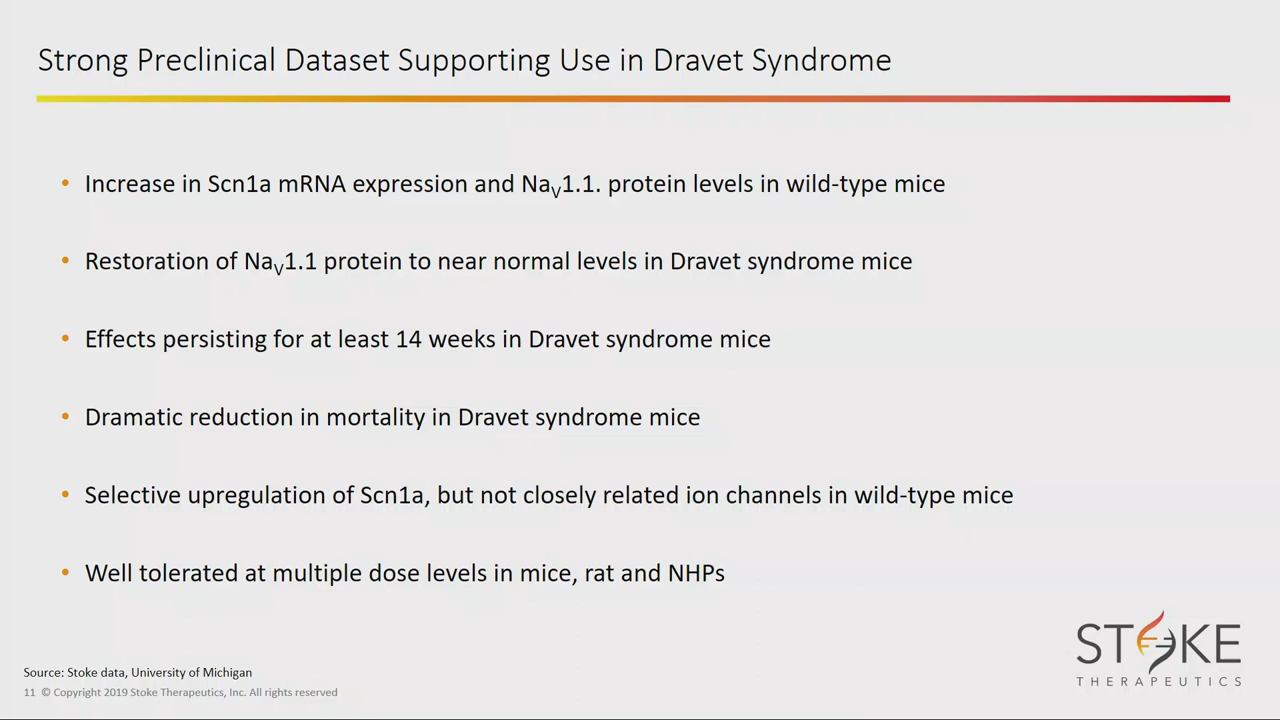 Strong Preclinical Dataset Supporting Use in Dravet Syndrome
• Increase in Scn1a mRNA expression and NaV1.1. protein levels in wild-type mice
• Restoration of NaV1.1 protein to near normal levels in Dravet syndrome mice
• Effects persisting for at least 14 weeks in Dravet syndrome mice
• Dramatic reduction in mortality in Dravet syndrome mice
• Selective upregulation of Scn1a, but not closely related ion channels in wild-type mice
• Well tolerated at multiple dose levels in mice, rat and NHPs
STOKE
THERAPEUTICS
Source: Stoke data, University of Michigan
11 © Copyright 2019 Stoke Therapeutics, Inc. All rights reserved